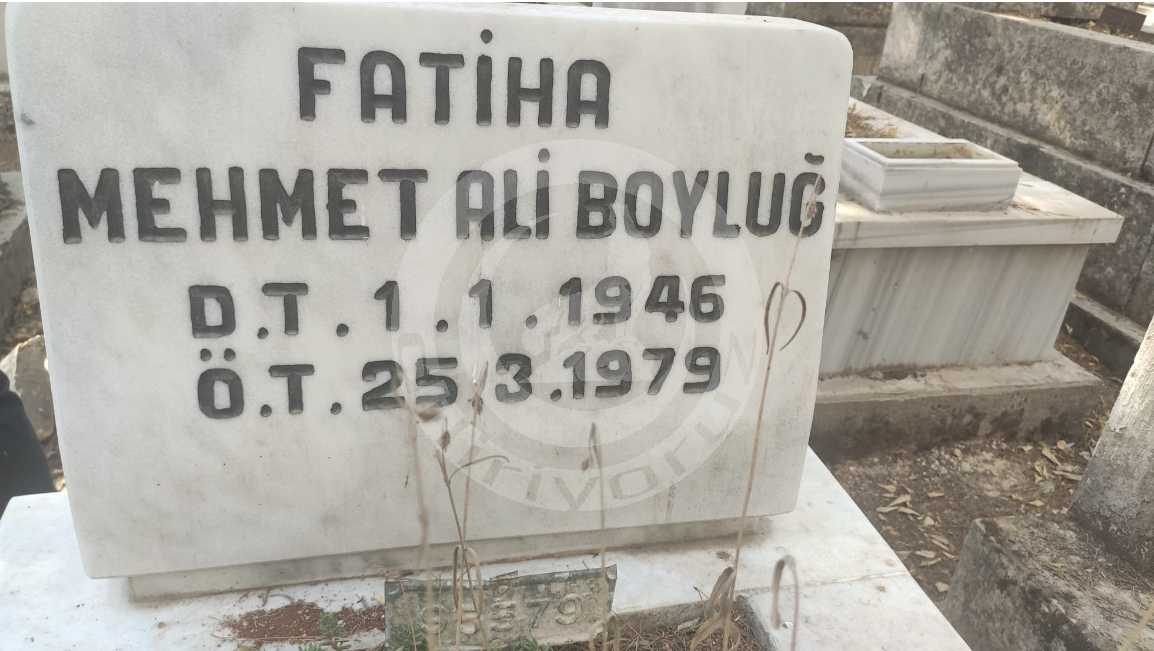 FATİHA
MEHMET ALİ BOYLUĞ
D.T. 1.1.1946
Ö.T. 25 3.1979